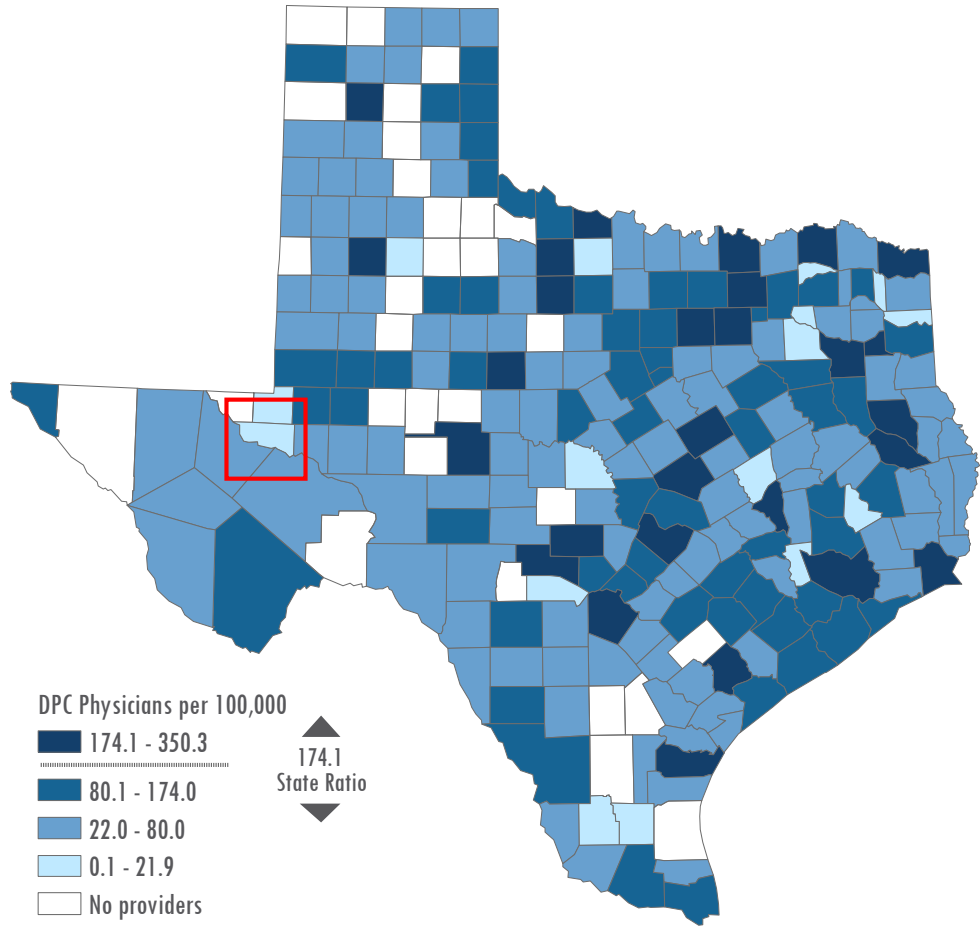 DPC Physicians per 100,000
174.1 - 350.3
80.1 - 174.0
22.0 - 80.0
0.1 - 21.9
No providers
174.1
State Ratio